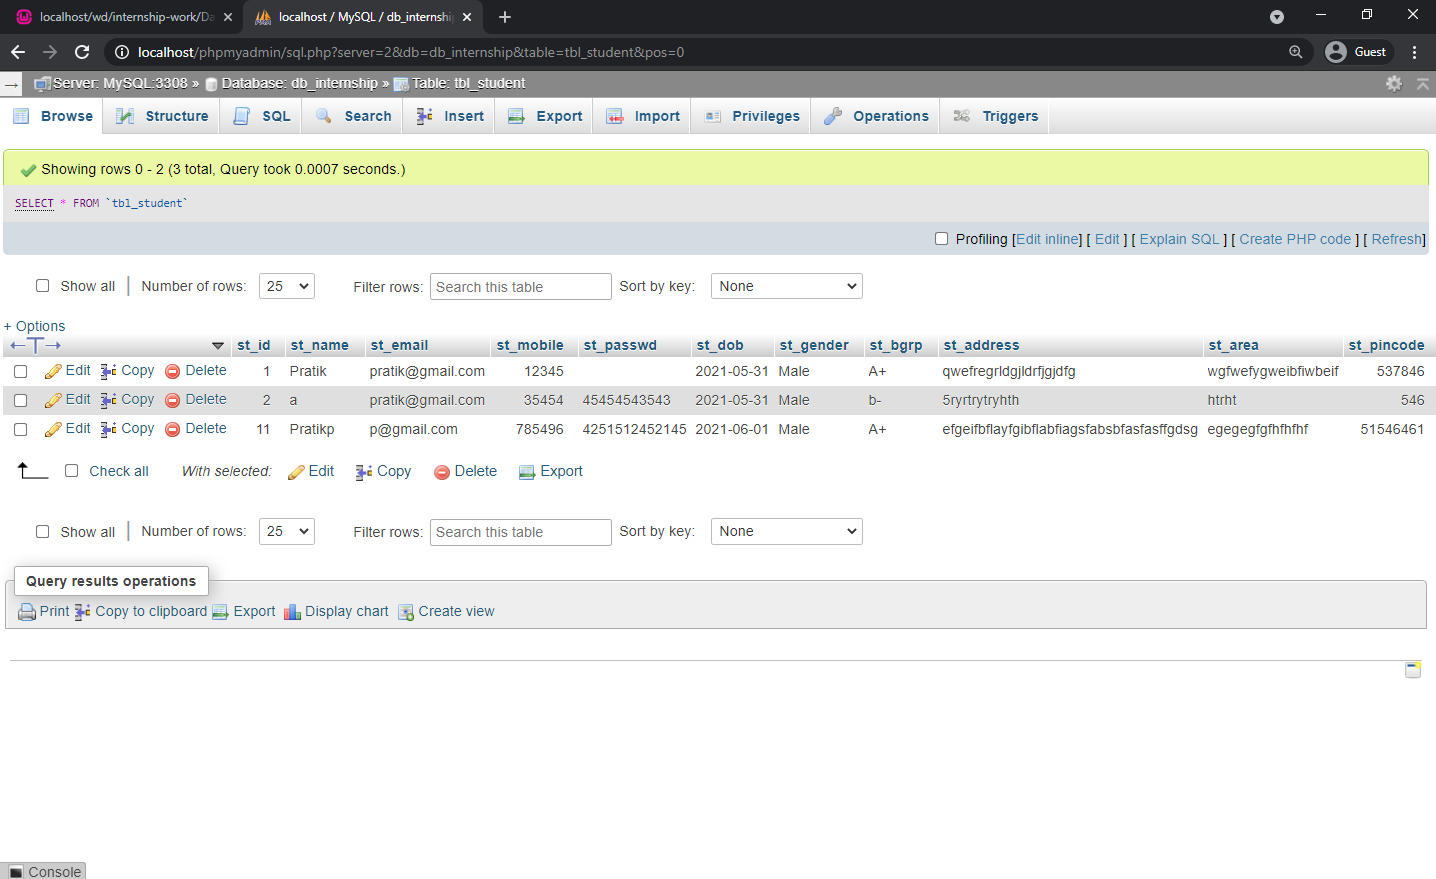 localhost/wd/internship-work/Da
localhost / MySQL / db_internship
localhost/phpmyadmin/sql.php?server=2&db=db_internship&table=tbl_student&pos=0
Guest
Server: MySQL:3308 » Database: db_internship » Table: tbl_student
Browse Structure SQL Search Insert Export Import Privileges Operations Triggers
Showing rows 0 - 2 (3 total, Query took 0.0007 seconds.)
SELECT * FROM `tbl_student`
Profiling [Edit inline] [ Edit ] [ Explain SQL ] [ Create PHP code ] [ Refresh]
Show all | Number of rows: 25 Filter rows: Search this table Sort by key: None
+ Options
←T→ st_id st_name st_email st_mobile st_passwd st_dob st_gender st_bgrp st_address st_area st_pincode
Edit Copy Delete 1 Pratik pratik@gmail.com 12345 2021-05-31 Male A+ qwefregrldgjldrfjgjdfg wgfwefygweibfiwbeif 537846
Edit Copy Delete 2 a pratik@gmail.com 35454 45454543543 2021-05-31 Male b- 5ryrtrytryhth htrht 546
Edit Copy Delete 11 Pratikp p@gmail.com 785496 4251512452145 2021-06-01 Male A+ efgeifbflayfgibflabfiagsfabsbfasfasffgdsg egegegfgfhfhfhf 51546461
Check all With selected: Edit Copy Delete Export
Show all | Number of rows: 25 Filter rows: Search this table Sort by key: None
Query results operations
Print Copy to clipboard Export Display chart Create view
Console